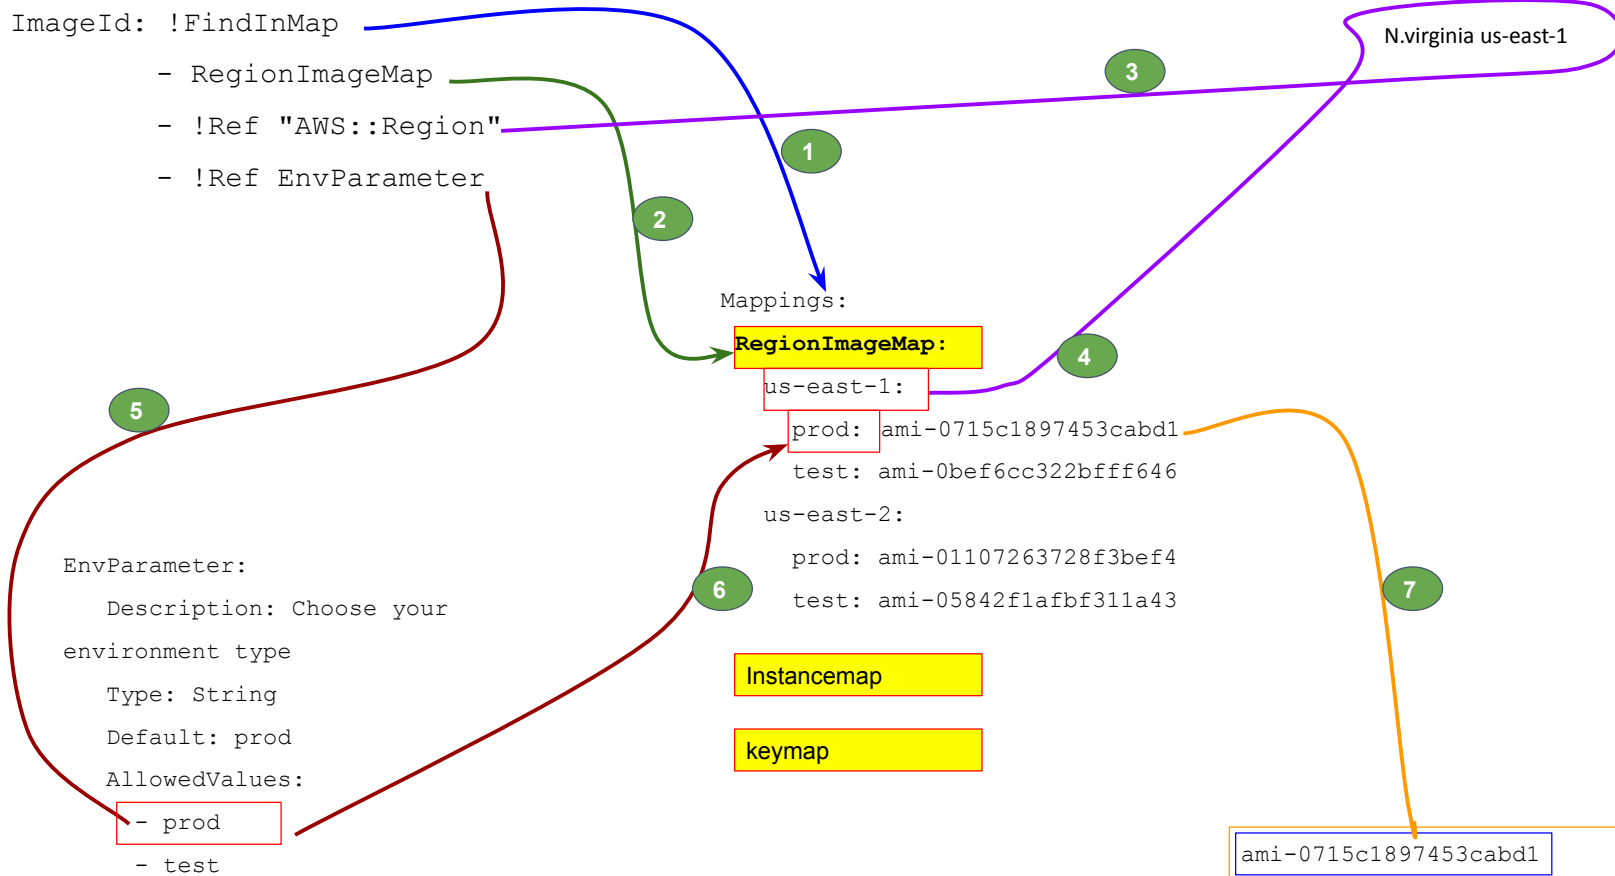 ImageId: !FindInMap
- RegionImageMap
- !Ref "AWS::Region"
- !Ref EnvParameter
N.virginia us-east-1
3
1
2
Mappings:
RegionImageMap:
us-east-1:
prod: ami-0715c1897453cabd1
test: ami-0bef6cc322bfff646
us-east-2:
prod: ami-01107263728f3bef4
test: ami-05842f1afbf311a43
4
5
6
7
EnvParameter:
Description: Choose your
environment type
Type: String
Default: prod
AllowedValues:
- prod
- test
Instancemap
keymap
ami-0715c1897453cabd1